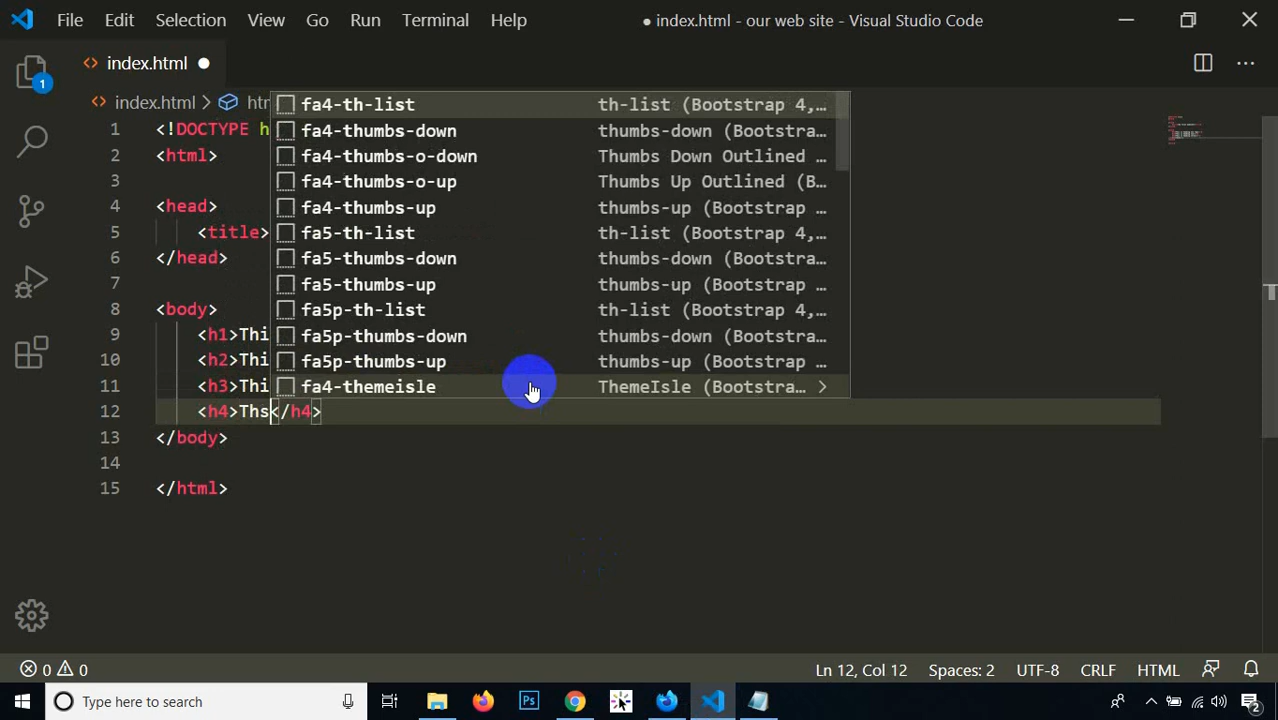 File Edit Selection View Go Run Terminal Help ● index.html - our web site - Visual Studio Code
1
<> index.html ●
<> index.html >
1 <!DOCTYPE h
2 <html>
3
4 <head>
5 <title>
6 </head>
7
8 <body>
9 <h1>Thi
10 <h2>Thi
11 <h3>Thi
12 <h4>Ths</h4>
13 </body>
14
15 </html>
fa4-th-list th-list (Bootstrap 4,…
fa4-thumbs-down thumbs-down (Bootstra…
fa4-thumbs-o-down Thumbs Down Outlined …
fa4-thumbs-o-up Thumbs Up Outlined (B…
fa4-thumbs-up thumbs-up (Bootstrap …
fa5-th-list th-list (Bootstrap 4,…
fa5-thumbs-down thumbs-down (Bootstra…
fa5-thumbs-up thumbs-up (Bootstrap …
fa5p-th-list th-list (Bootstrap 4,…
fa5p-thumbs-down thumbs-down (Bootstra…
fa5p-thumbs-up thumbs-up (Bootstrap …
fa4-themeisle ThemeIsle (Bootstra… >
0 0 Ln 12, Col 12 Spaces: 2 UTF-8 CRLF HTML
Type here to search Ps 2